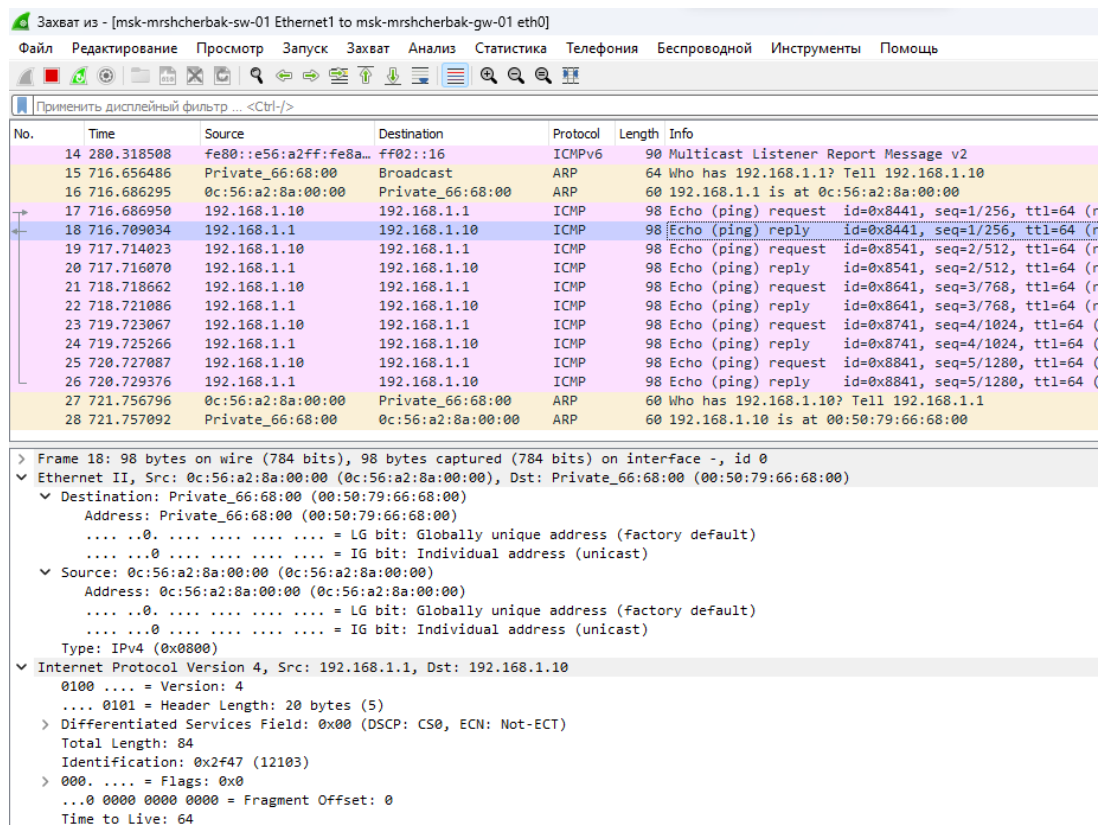 Захват из - [msk-mrshcherbak-sw-01 Ethernet1 to msk-mrshcherbak-gw-01 eth0]
Файл Редактирование Просмотр Запуск Захват Анализ Статистика Телефония Беспроводной Инструменты Помощь
Применить дисплейный фильтр ... <Ctrl-/>
No. Time Source Destination Protocol Length Info
14 280.318508 fe80::e56:a2ff:fe8a… ff02::16 ICMPv6 90 Multicast Listener Report Message v2
15 716.656486 Private_66:68:00 Broadcast ARP 64 Who has 192.168.1.1? Tell 192.168.1.10
16 716.686295 0c:56:a2:8a:00:00 Private_66:68:00 ARP 60 192.168.1.1 is at 0c:56:a2:8a:00:00
17 716.686950 192.168.1.10 192.168.1.1 ICMP 98 Echo (ping) request id=0x8441, seq=1/256, ttl=64 (r
18 716.709034 192.168.1.1 192.168.1.10 ICMP 98 Echo (ping) reply id=0x8441, seq=1/256, ttl=64 (r
19 717.714023 192.168.1.10 192.168.1.1 ICMP 98 Echo (ping) request id=0x8541, seq=2/512, ttl=64 (r
20 717.716070 192.168.1.1 192.168.1.10 ICMP 98 Echo (ping) reply id=0x8541, seq=2/512, ttl=64 (r
21 718.718662 192.168.1.10 192.168.1.1 ICMP 98 Echo (ping) request id=0x8641, seq=3/768, ttl=64 (r
22 718.721086 192.168.1.1 192.168.1.10 ICMP 98 Echo (ping) reply id=0x8641, seq=3/768, ttl=64 (r
23 719.723067 192.168.1.10 192.168.1.1 ICMP 98 Echo (ping) request id=0x8741, seq=4/1024, ttl=64 (
24 719.725266 192.168.1.1 192.168.1.10 ICMP 98 Echo (ping) reply id=0x8741, seq=4/1024, ttl=64 (
25 720.727087 192.168.1.10 192.168.1.1 ICMP 98 Echo (ping) request id=0x8841, seq=5/1280, ttl=64 (
26 720.729376 192.168.1.1 192.168.1.10 ICMP 98 Echo (ping) reply id=0x8841, seq=5/1280, ttl=64 (
27 721.756796 0c:56:a2:8a:00:00 Private_66:68:00 ARP 60 Who has 192.168.1.10? Tell 192.168.1.1
28 721.757092 Private_66:68:00 0c:56:a2:8a:00:00 ARP 60 192.168.1.10 is at 00:50:79:66:68:00
Frame 18: 98 bytes on wire (784 bits), 98 bytes captured (784 bits) on interface -, id 0
Ethernet II, Src: 0c:56:a2:8a:00:00 (0c:56:a2:8a:00:00), Dst: Private_66:68:00 (00:50:79:66:68:00)
Destination: Private_66:68:00 (00:50:79:66:68:00)
Address: Private_66:68:00 (00:50:79:66:68:00)
.... ..0. .... .... .... .... = LG bit: Globally unique address (factory default)
.... ...0 .... .... .... .... = IG bit: Individual address (unicast)
Source: 0c:56:a2:8a:00:00 (0c:56:a2:8a:00:00)
Address: 0c:56:a2:8a:00:00 (0c:56:a2:8a:00:00)
.... ..0. .... .... .... .... = LG bit: Globally unique address (factory default)
.... ...0 .... .... .... .... = IG bit: Individual address (unicast)
Type: IPv4 (0x0800)
Internet Protocol Version 4, Src: 192.168.1.1, Dst: 192.168.1.10
0100 .... = Version: 4
.... 0101 = Header Length: 20 bytes (5)
Differentiated Services Field: 0x00 (DSCP: CS0, ECN: Not-ECT)
Total Length: 84
Identification: 0x2f47 (12103)
000. .... = Flags: 0x0
...0 0000 0000 0000 = Fragment Offset: 0
Time to Live: 64